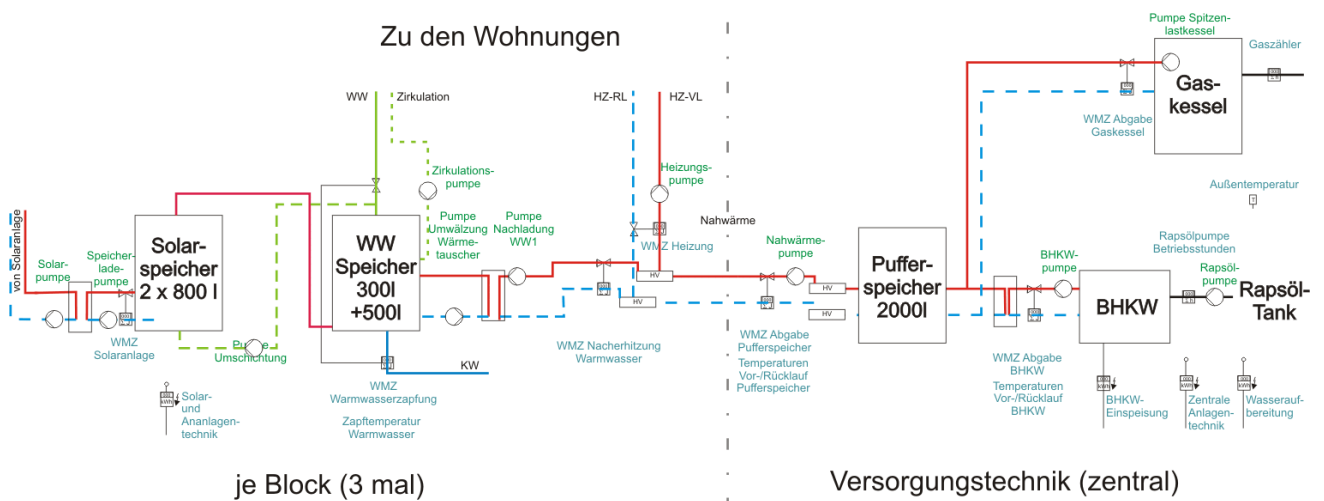 Zu den Wohnungen
Pumpe Spitzen-
lastkessel
Gaszähler
Gas-
kessel
WMZ Abgabe
Gaskessel
WW
Zirkulation
HZ-RL
HZ-VL
Zirkulations-
pumpe
Heizungs-
pumpe
Außentemperatur
T
von Solaranlage
Solar-
pumpe
Speicher-
lade-
pumpe
Solar-
speicher
2 x 800 l
WW
Speicher
300l
+500l
Pumpe
Umwälzung
Wärme-
tauscher
Pumpe
Nachladung
WW1
WMZ Heizung
Nahwärme
HV
HV
Nahwärme-
pumpe
HV
HV
Puffer-
speicher
2000l
BHKW-
pumpe
BHKW
Rapsölpumpe
Betriebsstunden
Rapsöl-
pumpe
Rapsöl-
Tank
WMZ
Solaranlage
Umschichtung
KW
WMZ
Warmwasserzapfung
Zapftemperatur
Warmwasser
WMZ Nacherhitzung
Warmwasser
WMZ Abgabe
Pufferspeicher
Temperaturen
Vor-/Rücklauf
Pufferspeicher
WMZ Abgabe
BHKW
Temperaturen
Vor-/Rücklauf
BHKW
kWh
Solar-
und
Ananlagen-
technik
kWh
BHKW-
Einspeisung
kWh
Zentrale
Anlagen-
technik
kWh
Wasserauf-
bereitung
je Block (3 mal)
Versorgungstechnik (zentral)